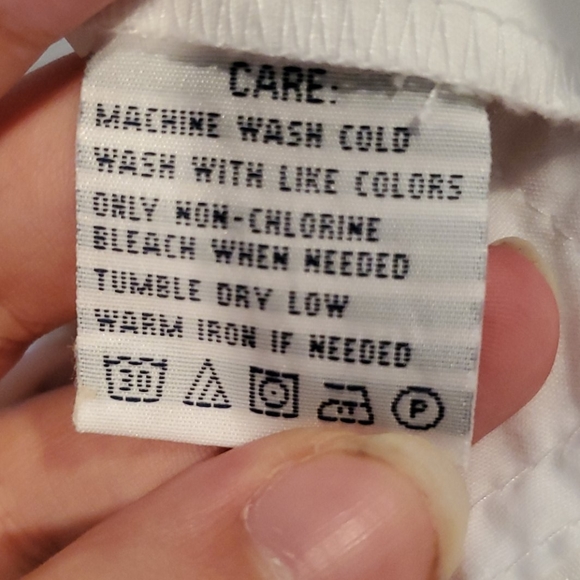 CARE:
MACHINE WASH COLD
WASH WITH LIKE COLORS
ONLY NON-CHLORINE
BLEACH WHEN NEEDED
TUMBLE DRY LOW
WARM IRON IF NEEDED
30 P